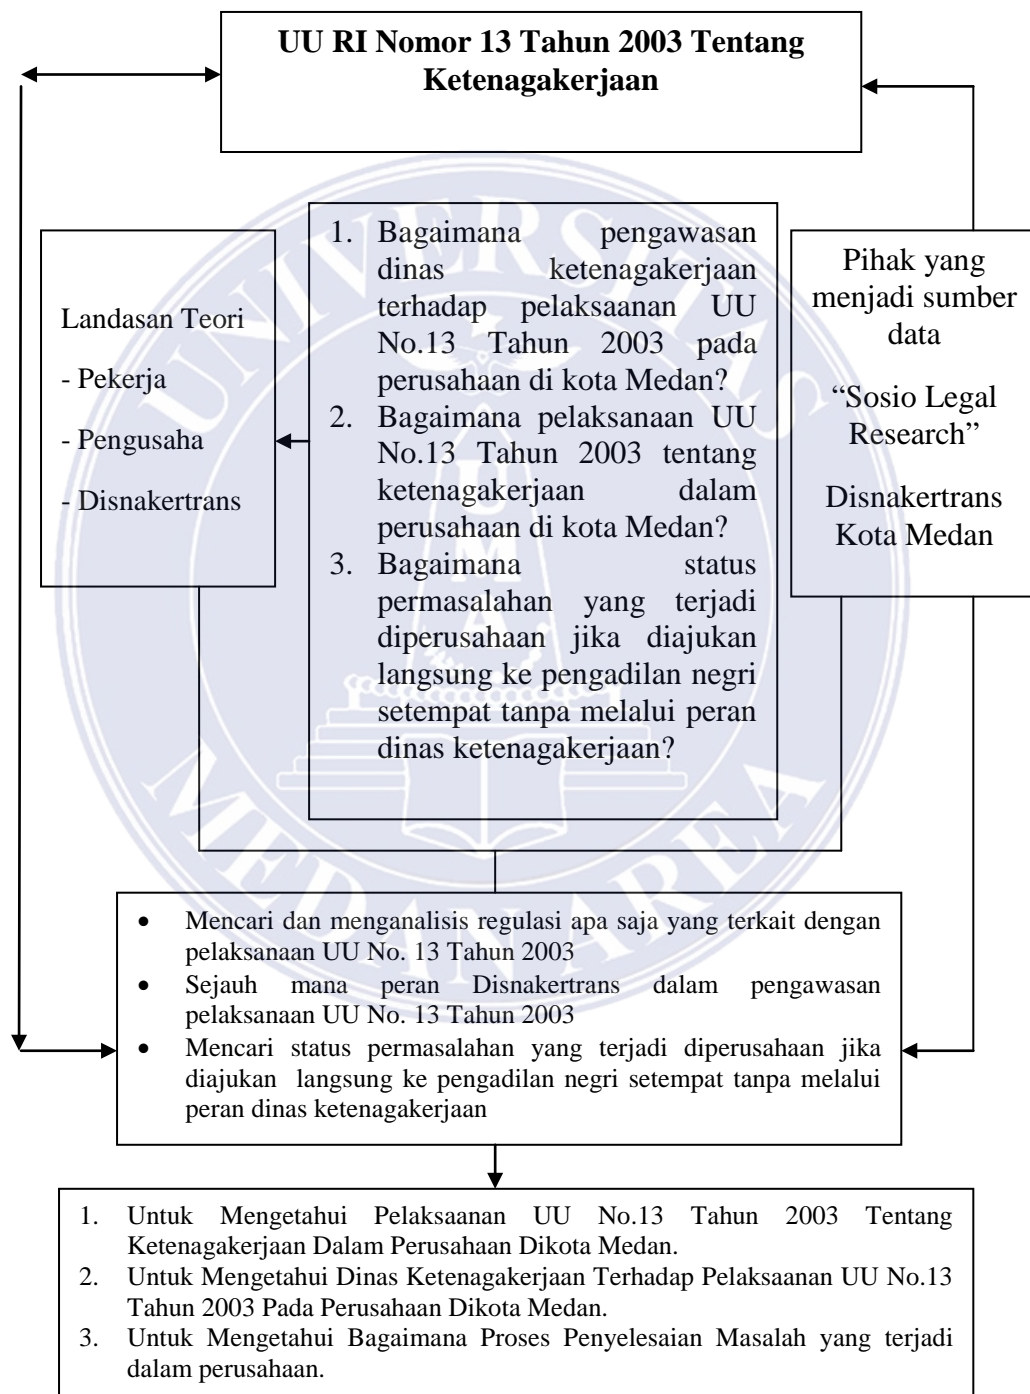 UU RI Nomor 13 Tahun 2003 Tentang
Ketenagakerjaan
Landasan Teori
- Pekerja
- Pengusaha
- Disnakertrans
1. Bagaimana pengawasan
dinas ketenagakerjaan
terhadap pelaksaanan UU
No.13 Tahun 2003 pada
perusahaan di kota Medan?
2. Bagaimana pelaksanaan UU
No.13 Tahun 2003 tentang
ketenagakerjaan dalam
perusahaan di kota Medan?
3. Bagaimana status
permasalahan yang terjadi
diperusahaan jika diajukan
langsung ke pengadilan negri
setempat tanpa melalui peran
dinas ketenagakerjaan?
Pihak yang
menjadi sumber
data
“Sosio Legal
Research”
Disnakertrans
Kota Medan
• Mencari dan menganalisis regulasi apa saja yang terkait dengan
pelaksanaan UU No. 13 Tahun 2003
• Sejauh mana peran Disnakertrans dalam pengawasan
pelaksanaan UU No. 13 Tahun 2003
• Mencari status permasalahan yang terjadi diperusahaan jika
diajukan langsung ke pengadilan negri setempat tanpa melalui
peran dinas ketenagakerjaan
1. Untuk Mengetahui Pelaksanaan UU No.13 Tahun 2003 Tentang
Ketenagakerjaan Dalam Perusahaan Dikota Medan.
2. Untuk Mengetahui Dinas Ketenagakerjaan Terhadap Pelaksanaan UU No.13
Tahun 2003 Pada Perusahaan Dikota Medan.
3. Untuk Mengetahui Bagaimana Proses Penyelesaian Masalah yang terjadi
dalam perusahaan.
UNIVERSITAS
MEDAN AREA
U
M
A